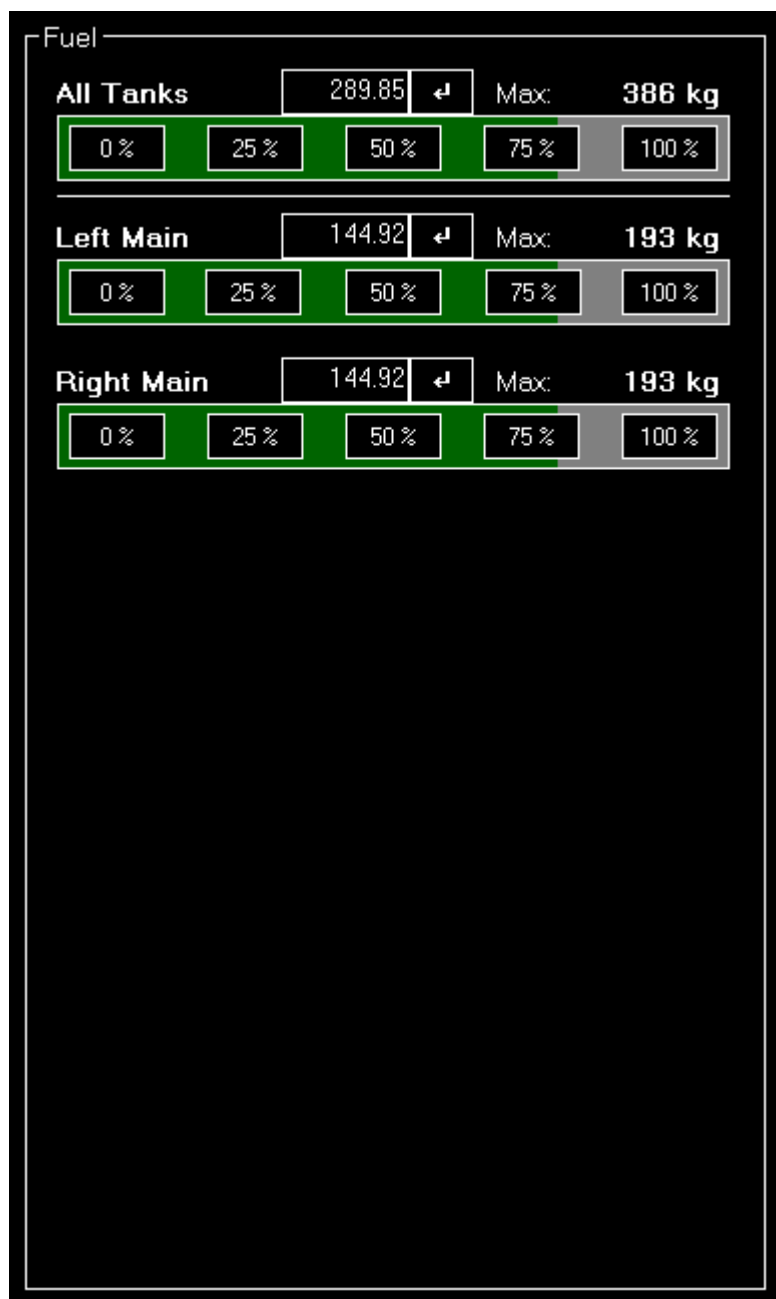 Fuel
All Tanks 289.85 ↵ Max: 386 kg
0 % 25 % 50 % 75 % 100 %
Left Main 144.92 ↵ Max: 193 kg
0 % 25 % 50 % 75 % 100 %
Right Main 144.92 ↵ Max: 193 kg
0 % 25 % 50 % 75 % 100 %